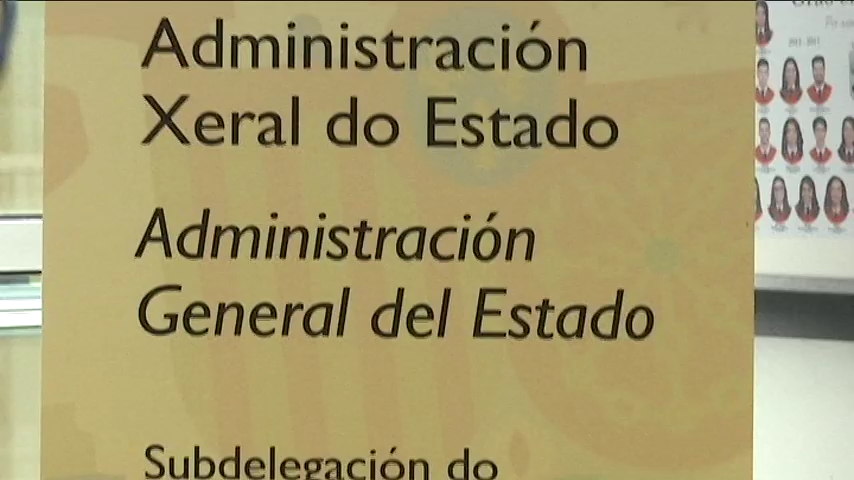 Administración
Xeral do Estado
Administración
General del Estado
Subdelegación do